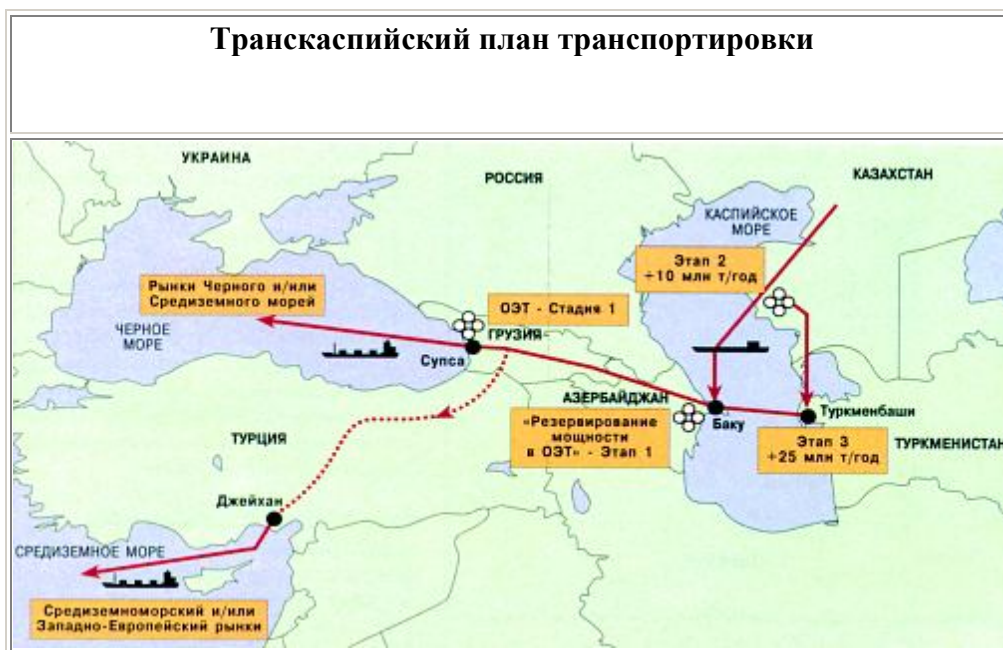 Транскаспийский план транспортировки
УКРАИНА
РОССИЯ
КАЗАХСТАН
КАСПИЙСКОЕ
МОРЕ
Этап 2
+10 млн т/год
Рынки Черного и/или
Средиземного морей
ОЭТ - Стадия 1
ЧЕРНОЕ
МОРЕ
ГРУЗИЯ
Супса
АЗЕРБАЙДЖАН
Баку
Туркменбаши
«Резервирование
мощности
в ОЭТ» - Этап 1
ТУРЦИЯ
Этап 3
+25 млн т/год
ТУРКМЕНИСТАН
Джейхан
СРЕДИЗЕМНОЕ МОРЕ
Средиземноморский и/или
Западно-Европейский рынки